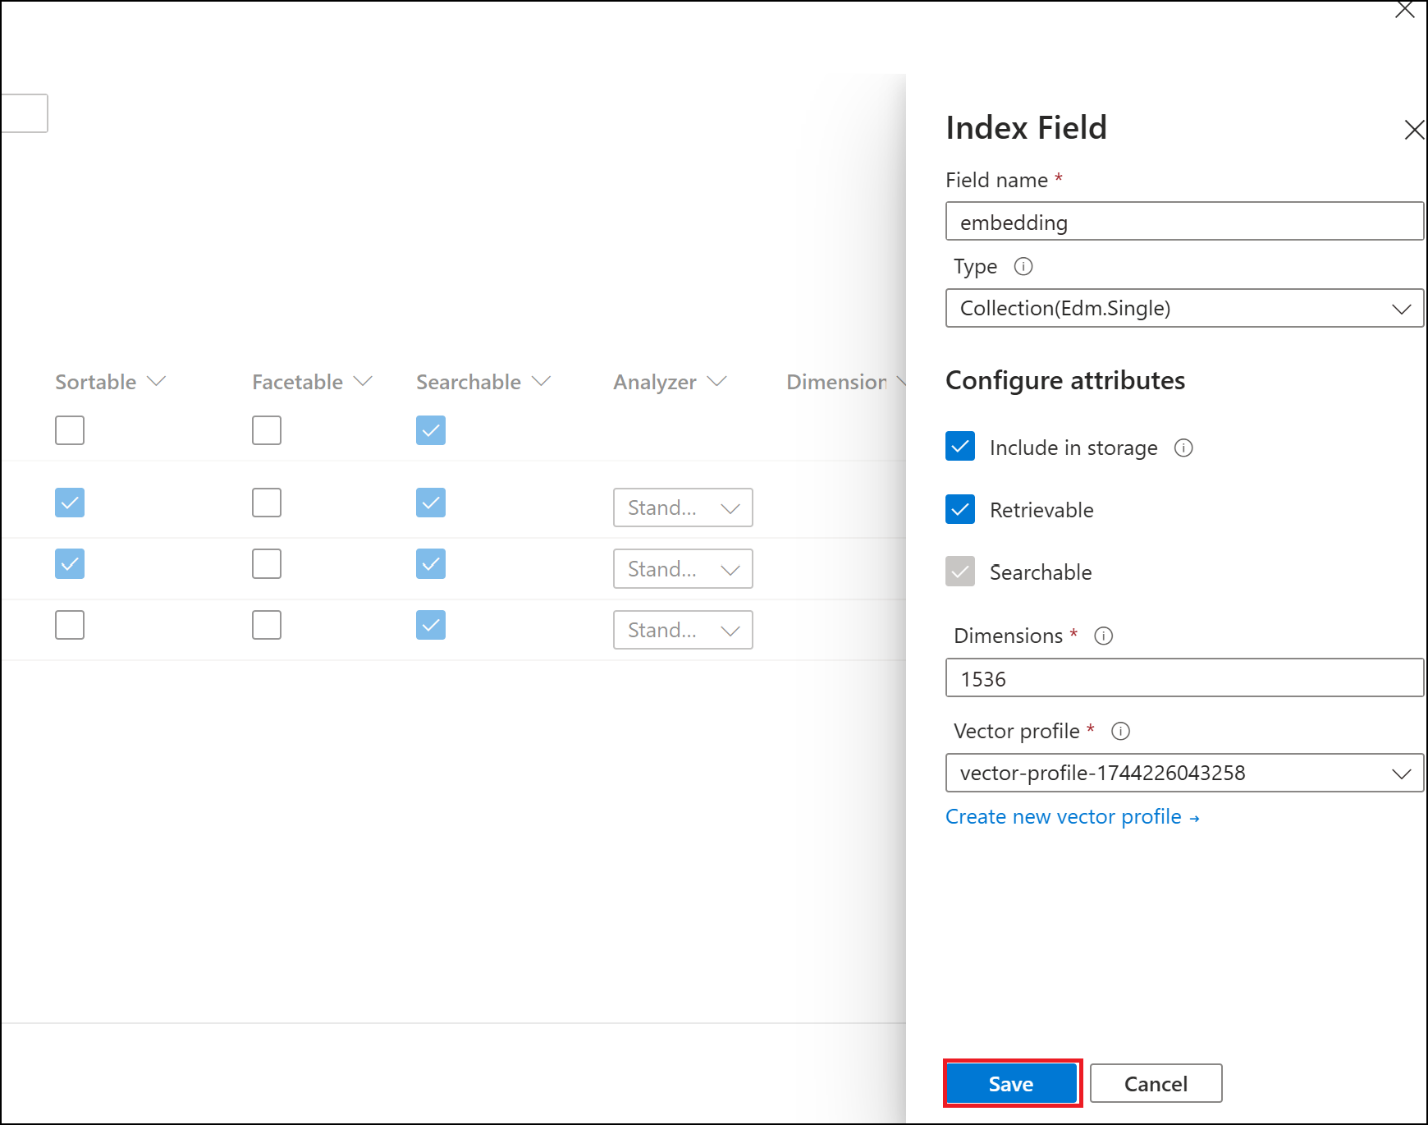 Index Field
Field name *
embedding
Type
Collection(Edm.Single)
Configure attributes
Include in storage
Retrievable
Searchable
Dimensions *
1536
Vector profile *
vector-profile-1744226043258
Create new vector profile →
Save Cancel
Sortable Facetable Searchable Analyzer Dimension
Stand...
Stand...
Stand...